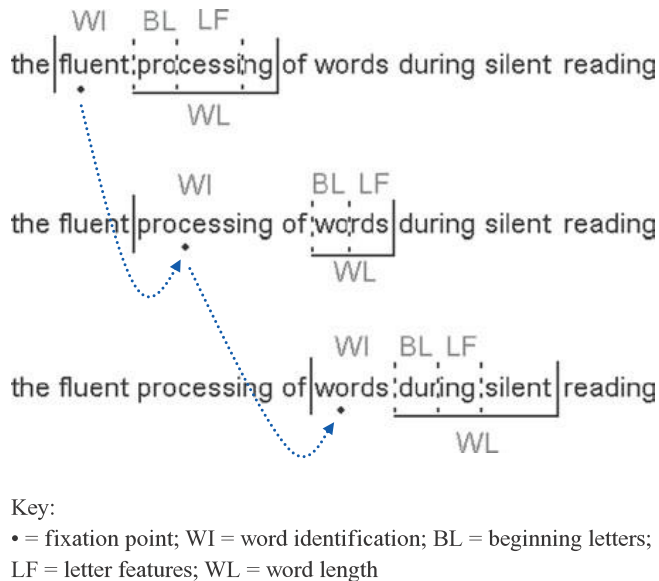 WI BL LF
the fluent processing of words during silent reading
WL
WI BL LF
the fluent processing of words during silent reading
WL
WI BL LF
the fluent processing of words during silent reading
WL
Key:
• = fixation point; WI = word identification; BL = beginning letters;
LF = letter features; WL = word length